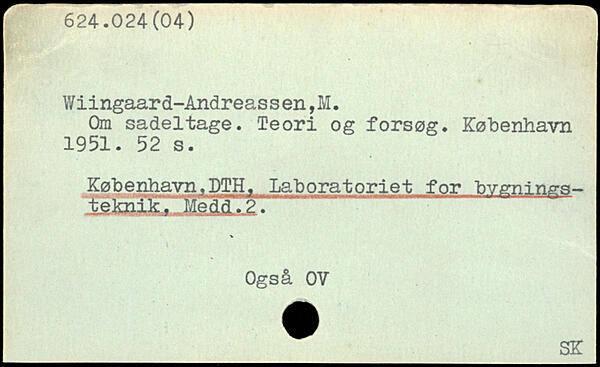 624.024(04)
Wiingaard-Andreassen,M.
Om sadeltage. Teori og forsøg. København
1951. 52 s.
København,DTH, Laboratoriet for bygnings-
teknik, Medd.2.
Også OV
SK